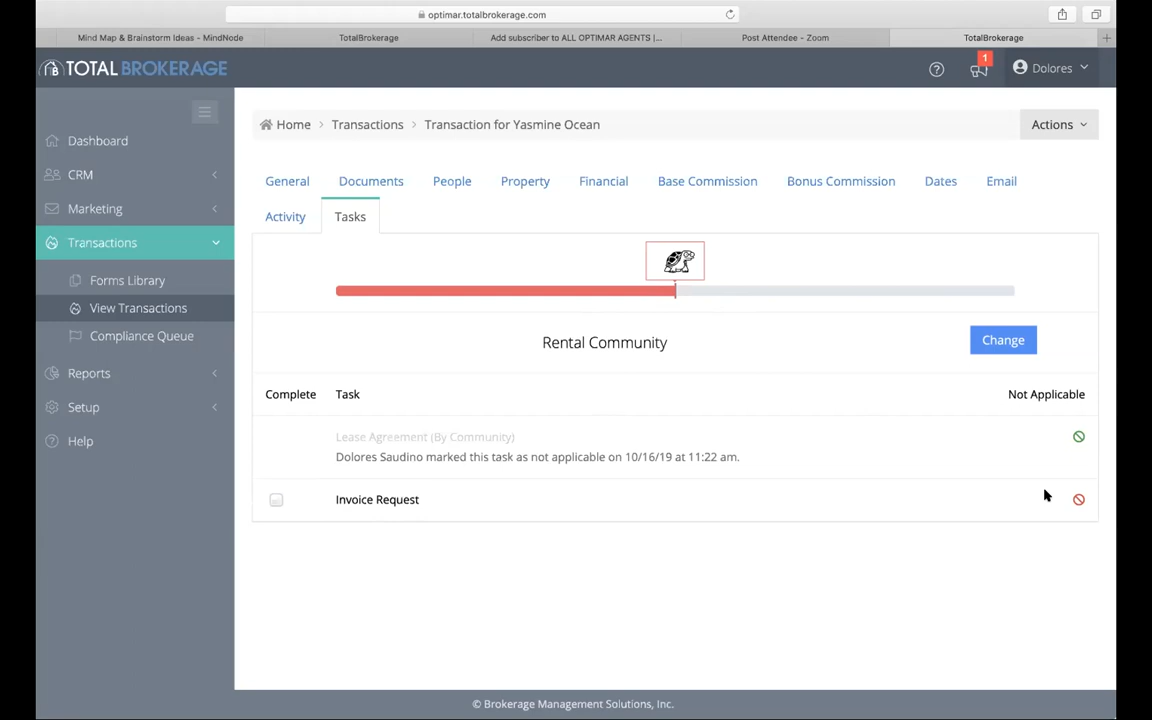 optimar.totalbrokerage.com
Mind Map & Brainstorm Ideas - MindNode
TotalBrokerage
Add subscriber to ALL OPTIMAR AGENTS |...
Post Attendee - Zoom
TotalBrokerage
TOTAL BROKERAGE
1
Dolores
Home > Transactions > Transaction for Yasmine Ocean
Actions
Dashboard
CRM
Marketing
Transactions
Forms Library
View Transactions
Compliance Queue
Reports
Setup
Help
General Documents People Property Financial Base Commission Bonus Commission Dates Email
Activity Tasks
Rental Community
Change
Complete Task Not Applicable
Lease Agreement (By Community)
Dolores Saudino marked this task as not applicable on 10/16/19 at 11:22 am.
Invoice Request
© Brokerage Management Solutions, Inc.